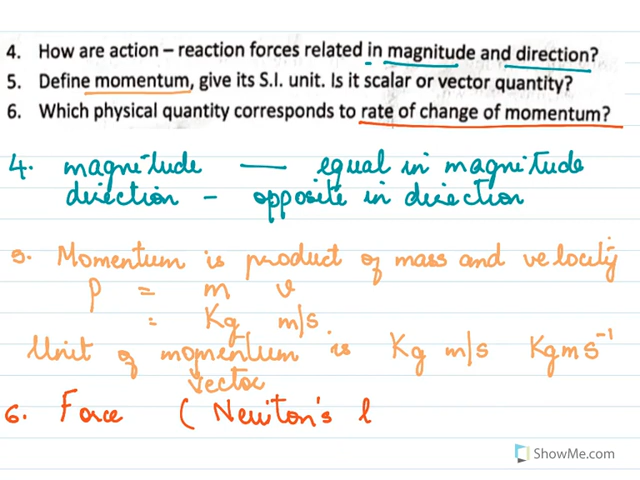 4. How are action – reaction forces related in magnitude and direction?
5. Define momentum, give its S.I. unit. Is it scalar or vector quantity?
6. Which physical quantity corresponds to rate of change of momentum?
4. magnitude — equal in magnitude
direction - opposite in direction
5. Momentum is product of mass and velocity
p = m v
= Kg m/s.
Unit of momentum is Kg m/s Kgms⁻¹
vector
6. Force ( Newton's l
ShowMe.com